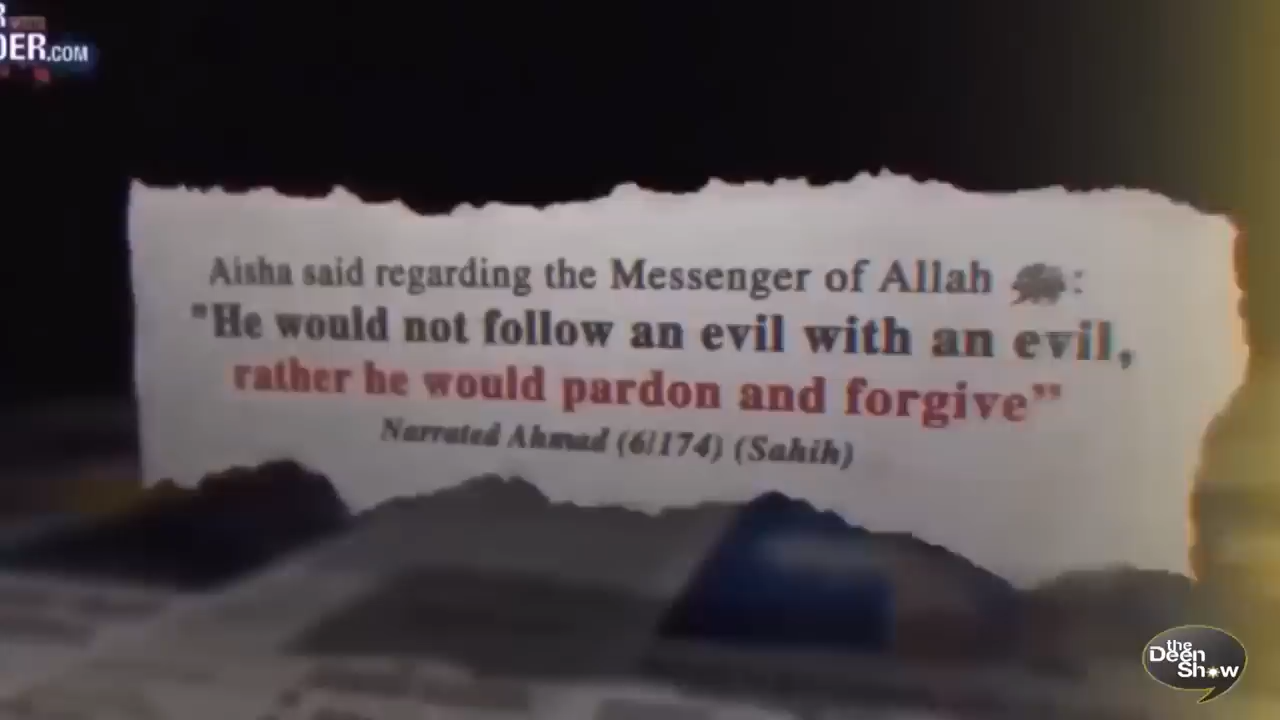 DER.COM
Aisha said regarding the Messenger of Allah ﷺ:
"He would not follow an evil with an evil,
rather he would pardon and forgive”"
Narrated Ahmad (6/174) (Sahih)
the
Deen
Show